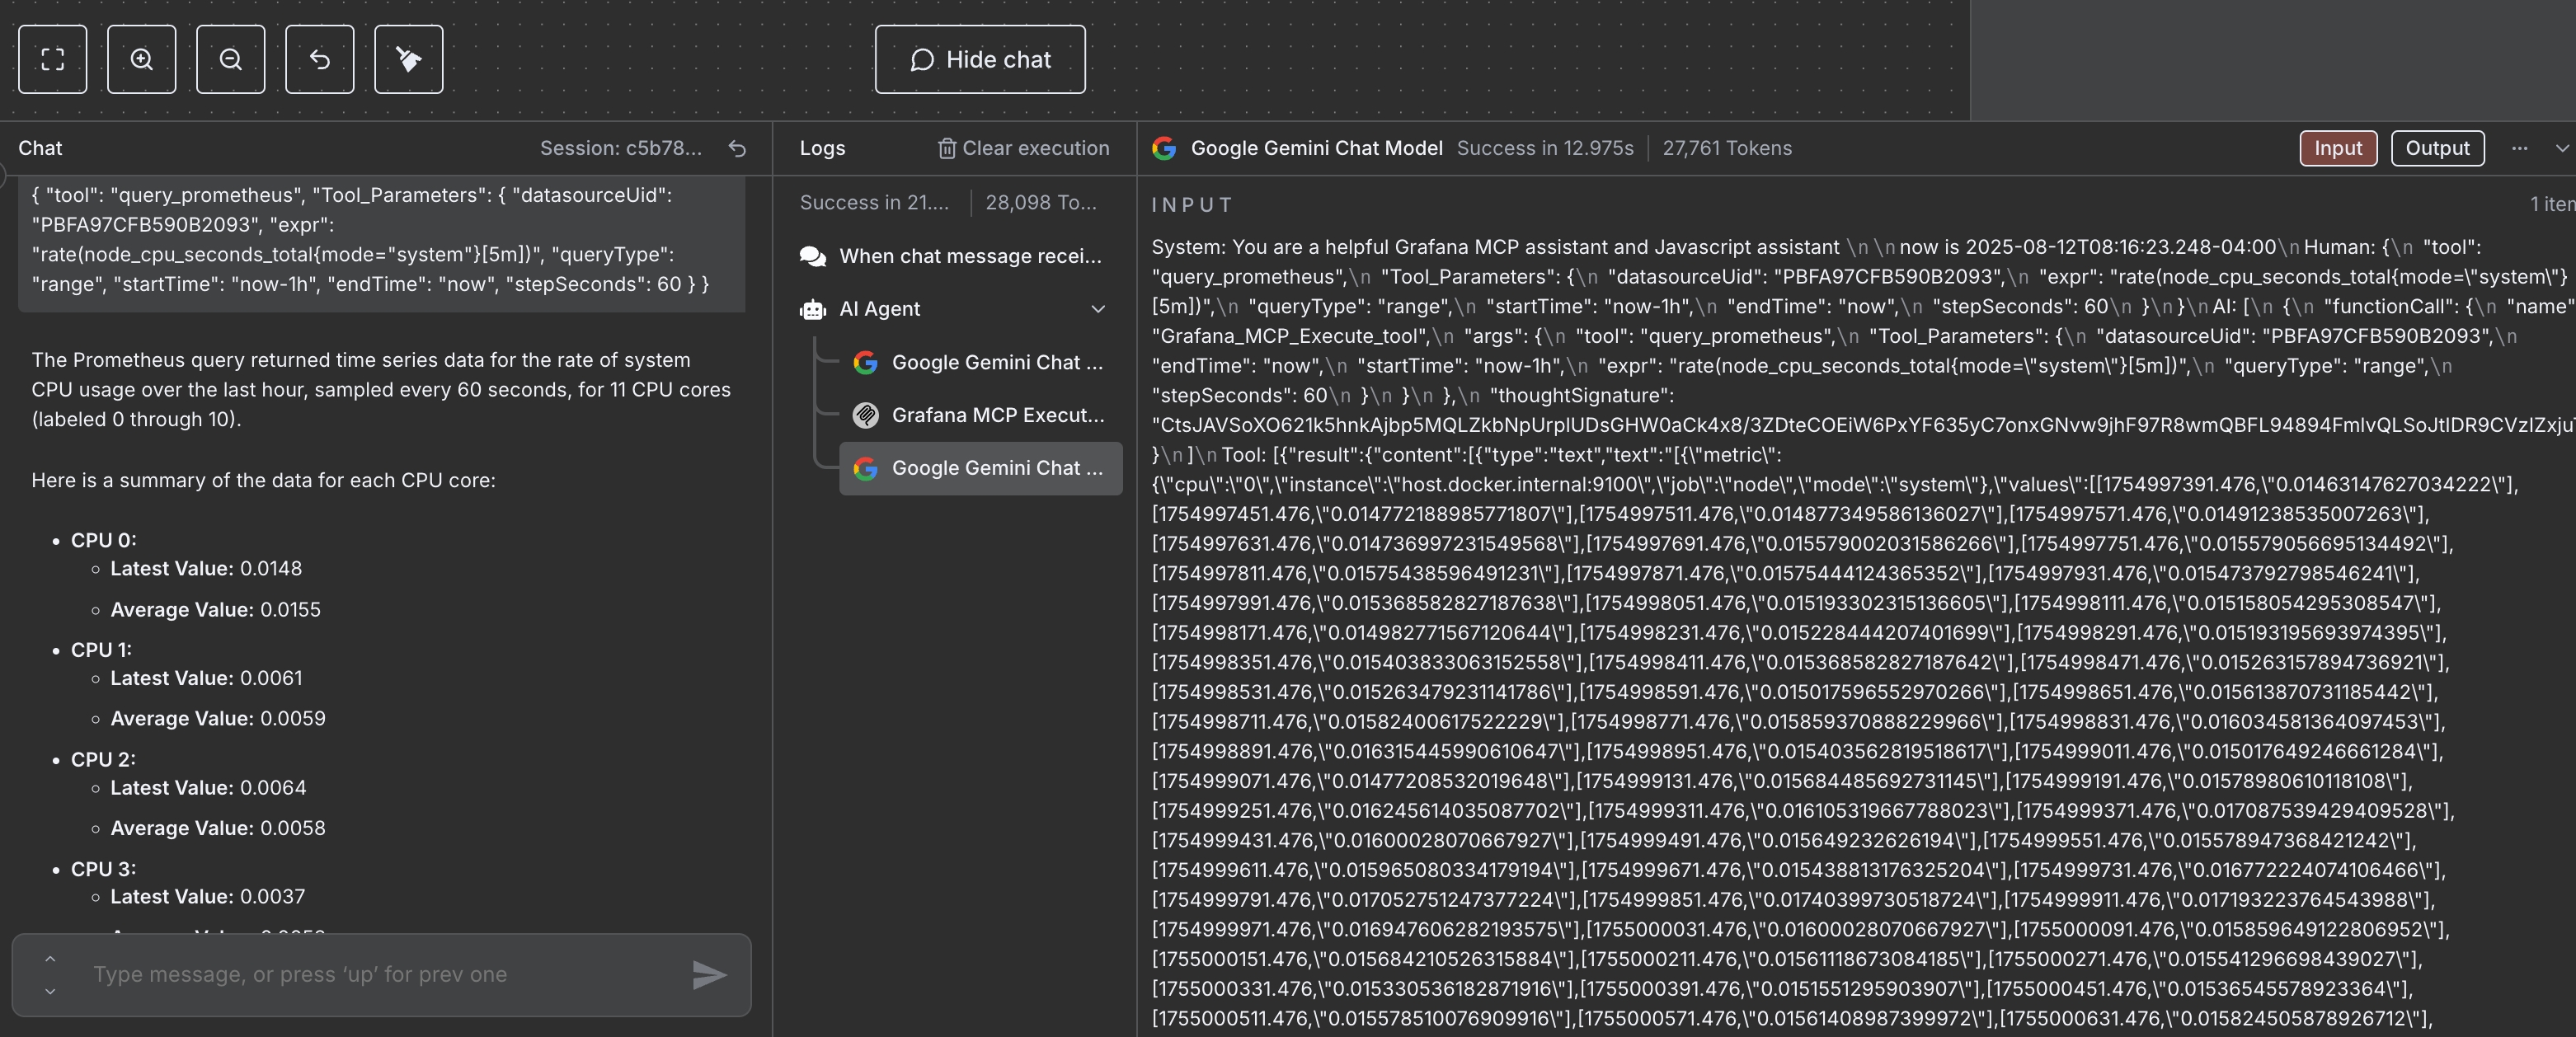 Hide chat
Chat
Session: c5b78...
{ "tool": "query_prometheus", "Tool_Parameters": { "datasourceUid":
"PBFA97CFB590B2093", "expr":
"rate(node_cpu_seconds_total{mode="system"}[5m])", "queryType":
"range", "startTime": "now-1h", "endTime": "now", "stepSeconds": 60 } }
The Prometheus query returned time series data for the rate of system
CPU usage over the last hour, sampled every 60 seconds, for 11 CPU cores
(labeled 0 through 10).
Here is a summary of the data for each CPU core:
CPU 0:
Latest Value: 0.0148
Average Value: 0.0155
CPU 1:
Latest Value: 0.0061
Average Value: 0.0059
CPU 2:
Latest Value: 0.0064
Average Value: 0.0058
CPU 3:
Latest Value: 0.0037
Type message, or press ‘up’ for prev one
Logs
Clear execution
Success in 21....
28,098 To...
When chat message recei...
AI Agent
Google Gemini Chat ...
Grafana MCP Execut...
Google Gemini Chat ...
Google Gemini Chat Model
Success in 12.975s
27,761 Tokens
Input
Output
INPUT
1 item
System: You are a helpful Grafana MCP assistant and Javascript assistant \n\nnow is 2025-08-12T08:16:23.248-04:00\nHuman: {\n "tool":
"query_prometheus",\n "Tool_Parameters": {\n "datasourceUid": "PBFA97CFB590B2093",\n "expr": "rate(node_cpu_seconds_total{mode=\"system\"}
[5m])",\n "queryType": "range",\n "startTime": "now-1h",\n "endTime": "now",\n "stepSeconds": 60\n }\n}\nAI: [\n {\n "functionCall": {\n "name"
"Grafana_MCP_Execute_tool",\n "args": {\n "tool": "query_prometheus",\n "Tool_Parameters": {\n "datasourceUid": "PBFA97CFB590B2093",\n
"endTime": "now",\n "startTime": "now-1h",\n "expr": "rate(node_cpu_seconds_total{mode=\"system\"}[5m])",\n "queryType": "range",\n
"stepSeconds": 60\n }\n }\n },\n "thoughtSignature":
}\n]\nTool: [{"result":{"content":[{"type":"text","text":"[{\"metric\":
{\"cpu\":\"0\",\"instance\":\"host.docker.internal:9100\",\"job\":\"node\",\"mode\":\"system\"},\"values\":[[1754997391.476,\"0.01463147627034222\"],
[1754997451.476,\"0.014772188985771807\"],[1754997511.476,\"0.014877349586136027\"],[1754997571.476,\"0.01491238535007263\"],
[1754997631.476,\"0.014736997231549568\"],[1754997691.476,\"0.015579002031586266\"],[1754997751.476,\"0.015579056695134492\"],
[1754997811.476,\"0.01575438596491231\"],[1754997871.476,\"0.01575444124365352\"],[1754997931.476,\"0.015473792798546241\"],
[1754997991.476,\"0.015368582827187638\"],[1754998051.476,\"0.015193302315136605\"],[1754998111.476,\"0.015158054295308547\"],
[1754998171.476,\"0.014982771567120644\"],[1754998231.476,\"0.015228444207401699\"],[1754998291.476,\"0.015193195693974395\"],
[1754998351.476,\"0.015403833063152558\"],[1754998411.476,\"0.015368582827187642\"],[1754998471.476,\"0.015263157894736921\"],
[1754998531.476,\"0.015263479231141786\"],[1754998591.476,\"0.015017596552970266\"],[1754998651.476,\"0.015613870731185442\"],
[1754998711.476,\"0.01582400617522229\"],[1754998771.476,\"0.015859370888229966\"],[1754998831.476,\"0.016034581364097453\"],
[1754998891.476,\"0.016315445990610647\"],[1754998951.476,\"0.015403562819518617\"],[1754999011.476,\"0.015017649246661284\"],
[1754999071.476,\"0.01477208532019648\"],[1754999131.476,\"0.015684485692731145\"],[1754999191.476,\"0.01578980610118108\"],
[1754999251.476,\"0.016245614035087702\"],[1754999311.476,\"0.016105319667788023\"],[1754999371.476,\"0.017087539429409528\"],
[1754999431.476,\"0.01600028070667927\"],[1754999491.476,\"0.015649232626194\"],[1754999551.476,\"0.015578947368421242\"],
[1754999611.476,\"0.015965080334179194\"],[1754999671.476,\"0.015438813176325204\"],[1754999731.476,\"0.016772224074106466\"],
[1754999791.476,\"0.017052751247377224\"],[1754999851.476,\"0.01740399730518724\"],[1754999911.476,\"0.017193223764543988\"],
[1754999971.476,\"0.016947606282193575\"],[1755000031.476,\"0.01600028070667927\"],[1755000091.476,\"0.015859649122806952\"],
[1755000151.476,\"0.015684210526315884\"],[1755000211.476,\"0.01561118673084185\"],[1755000271.476,\"0.015541296698439027\"],
[1755000331.476,\"0.015330536182871916\"],[1755000391.476,\"0.0151551295903907\"],[1755000451.476,\"0.01536545578923364\"],
[1755000511.476,\"0.015578510076909916\"],[1755000571.476,\"0.01561408987399972\"],[1755000631.476,\"0.015824505878926712\"],